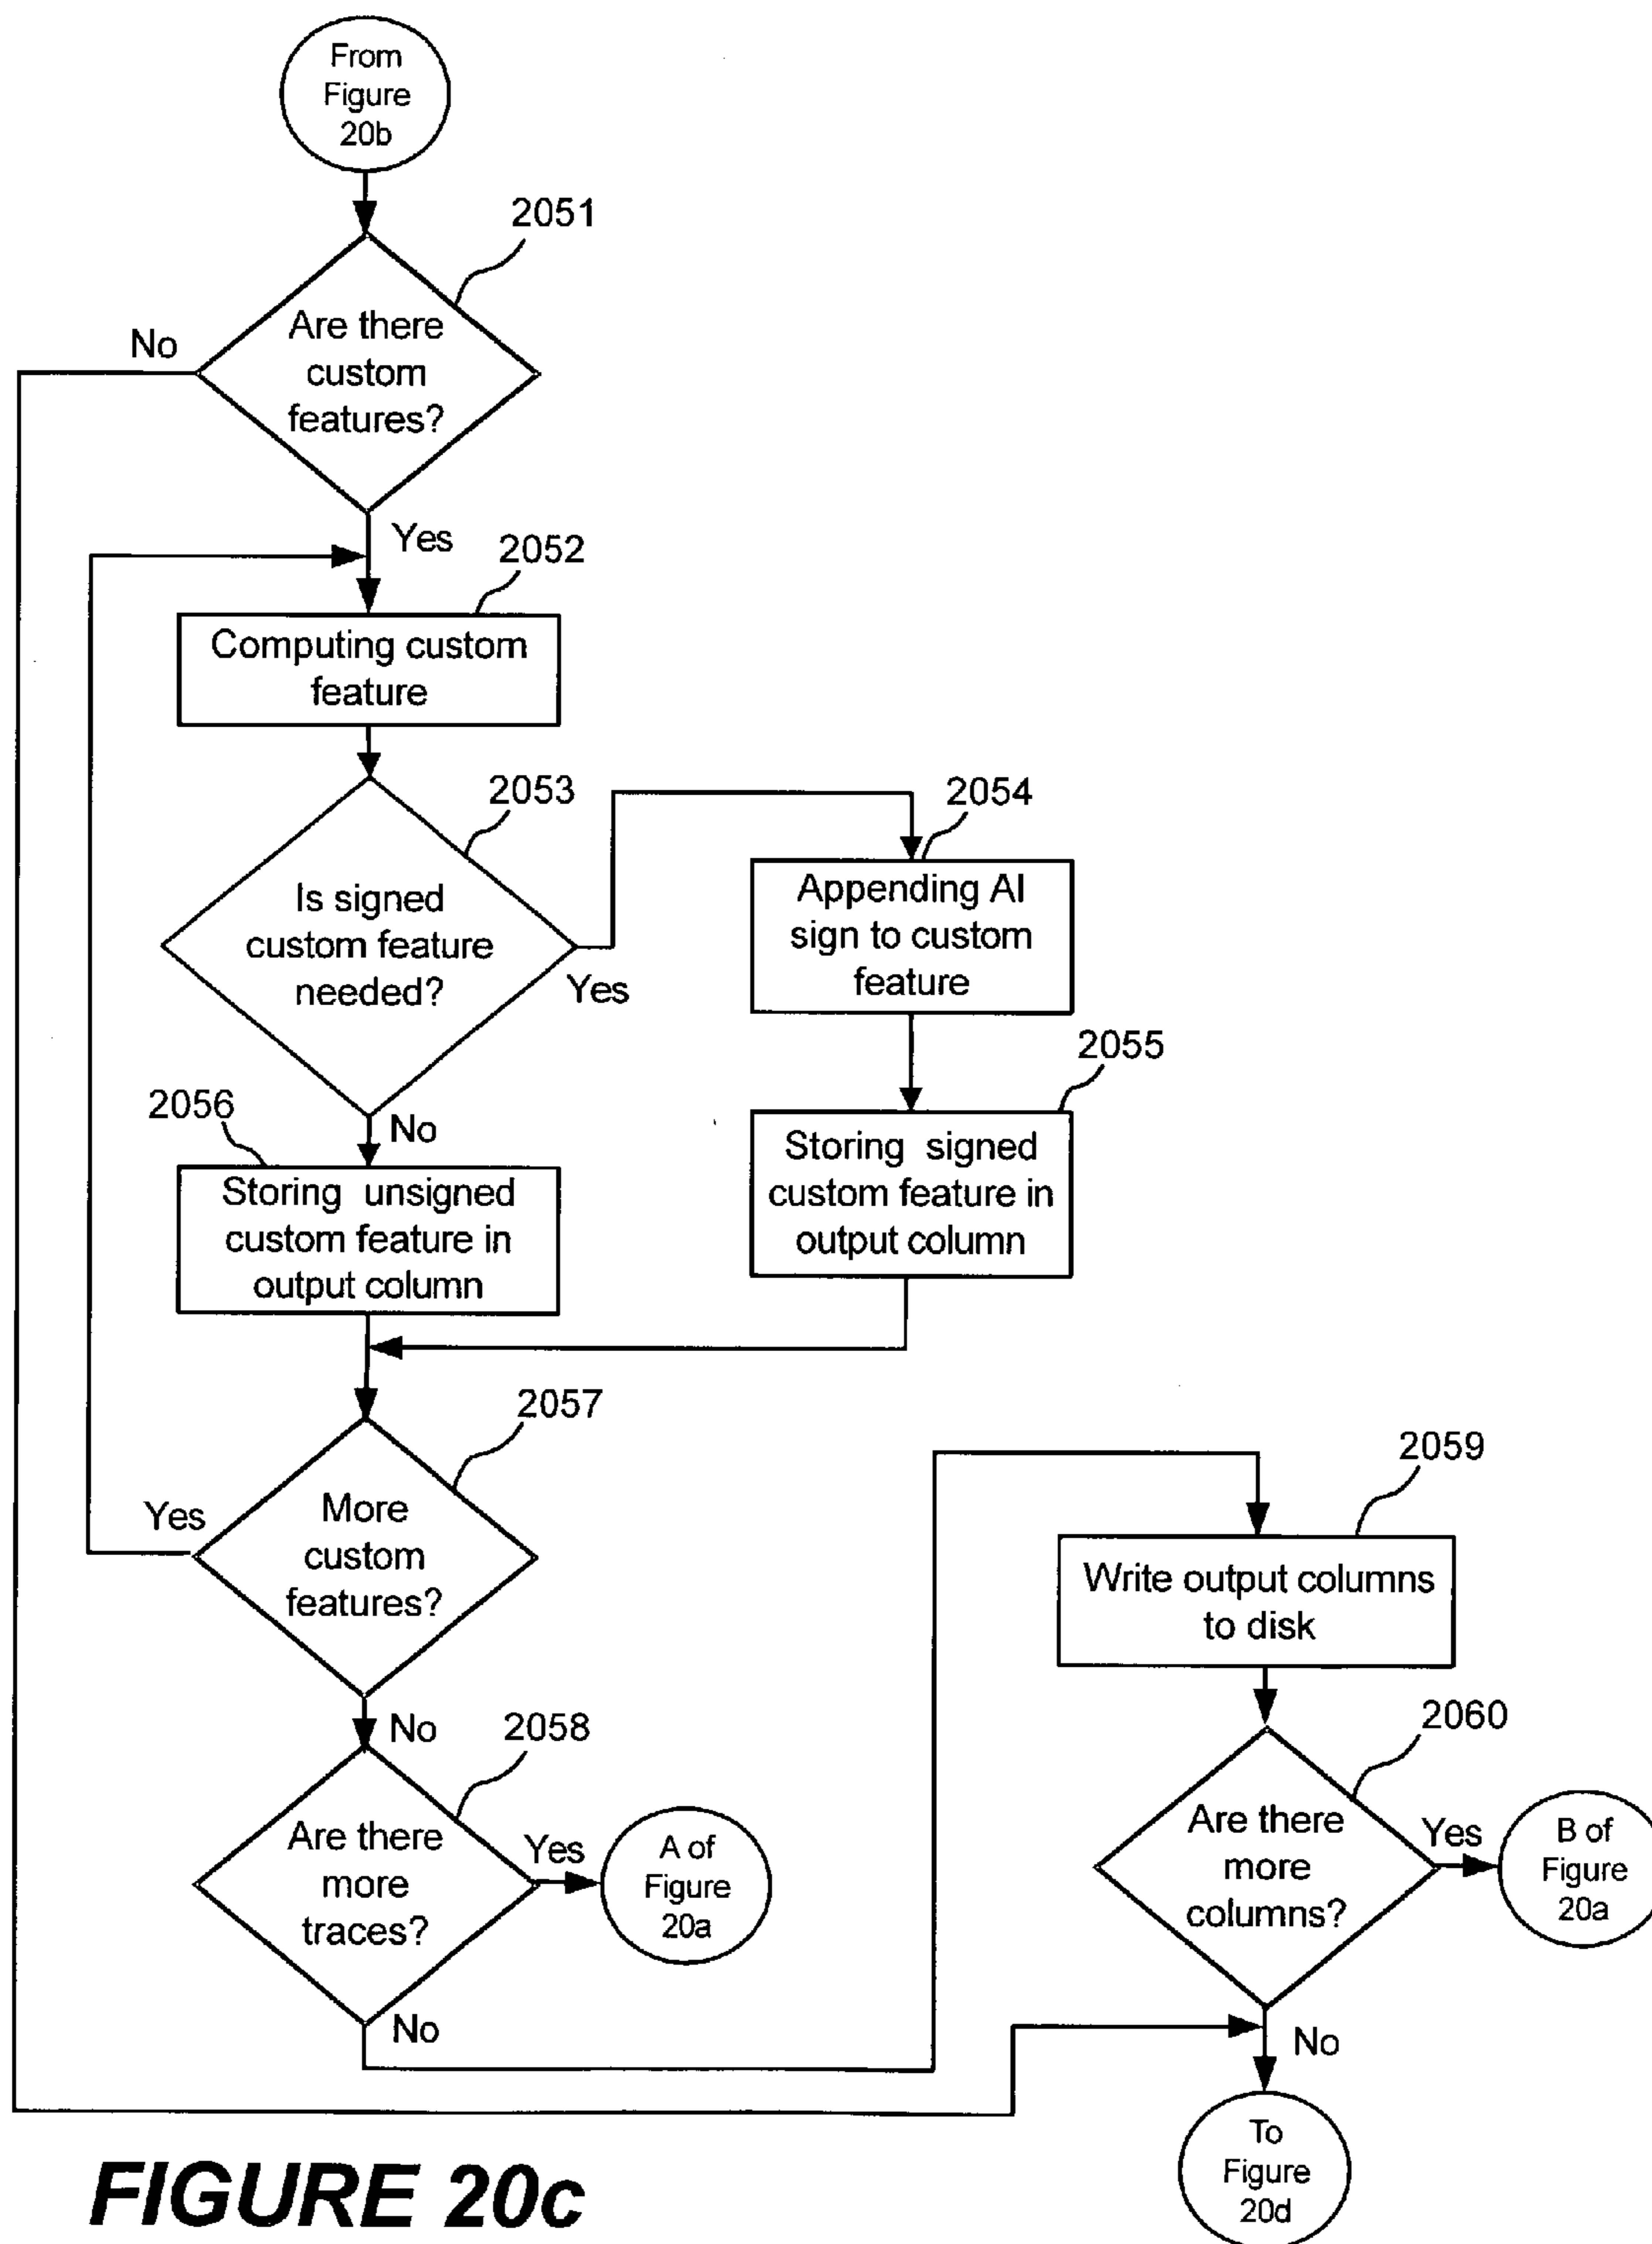 From
Figure
20b
2051
Are there
custom
features?
No
Yes
2052
Computing custom
feature
2053
Is signed
custom feature
needed?
Yes
2054
Appending AI
sign to custom
feature
2055
Storing signed
custom feature in
output column
No
2056
Storing unsigned
custom feature in
output column
2057
More
custom
features?
Yes
No
2058
Are there
more
traces?
Yes
A of
Figure
20a
No
2059
Write output columns
to disk
2060
Are there
more
columns?
Yes
B of
Figure
20a
No
To
Figure
20d
FIGURE 20c